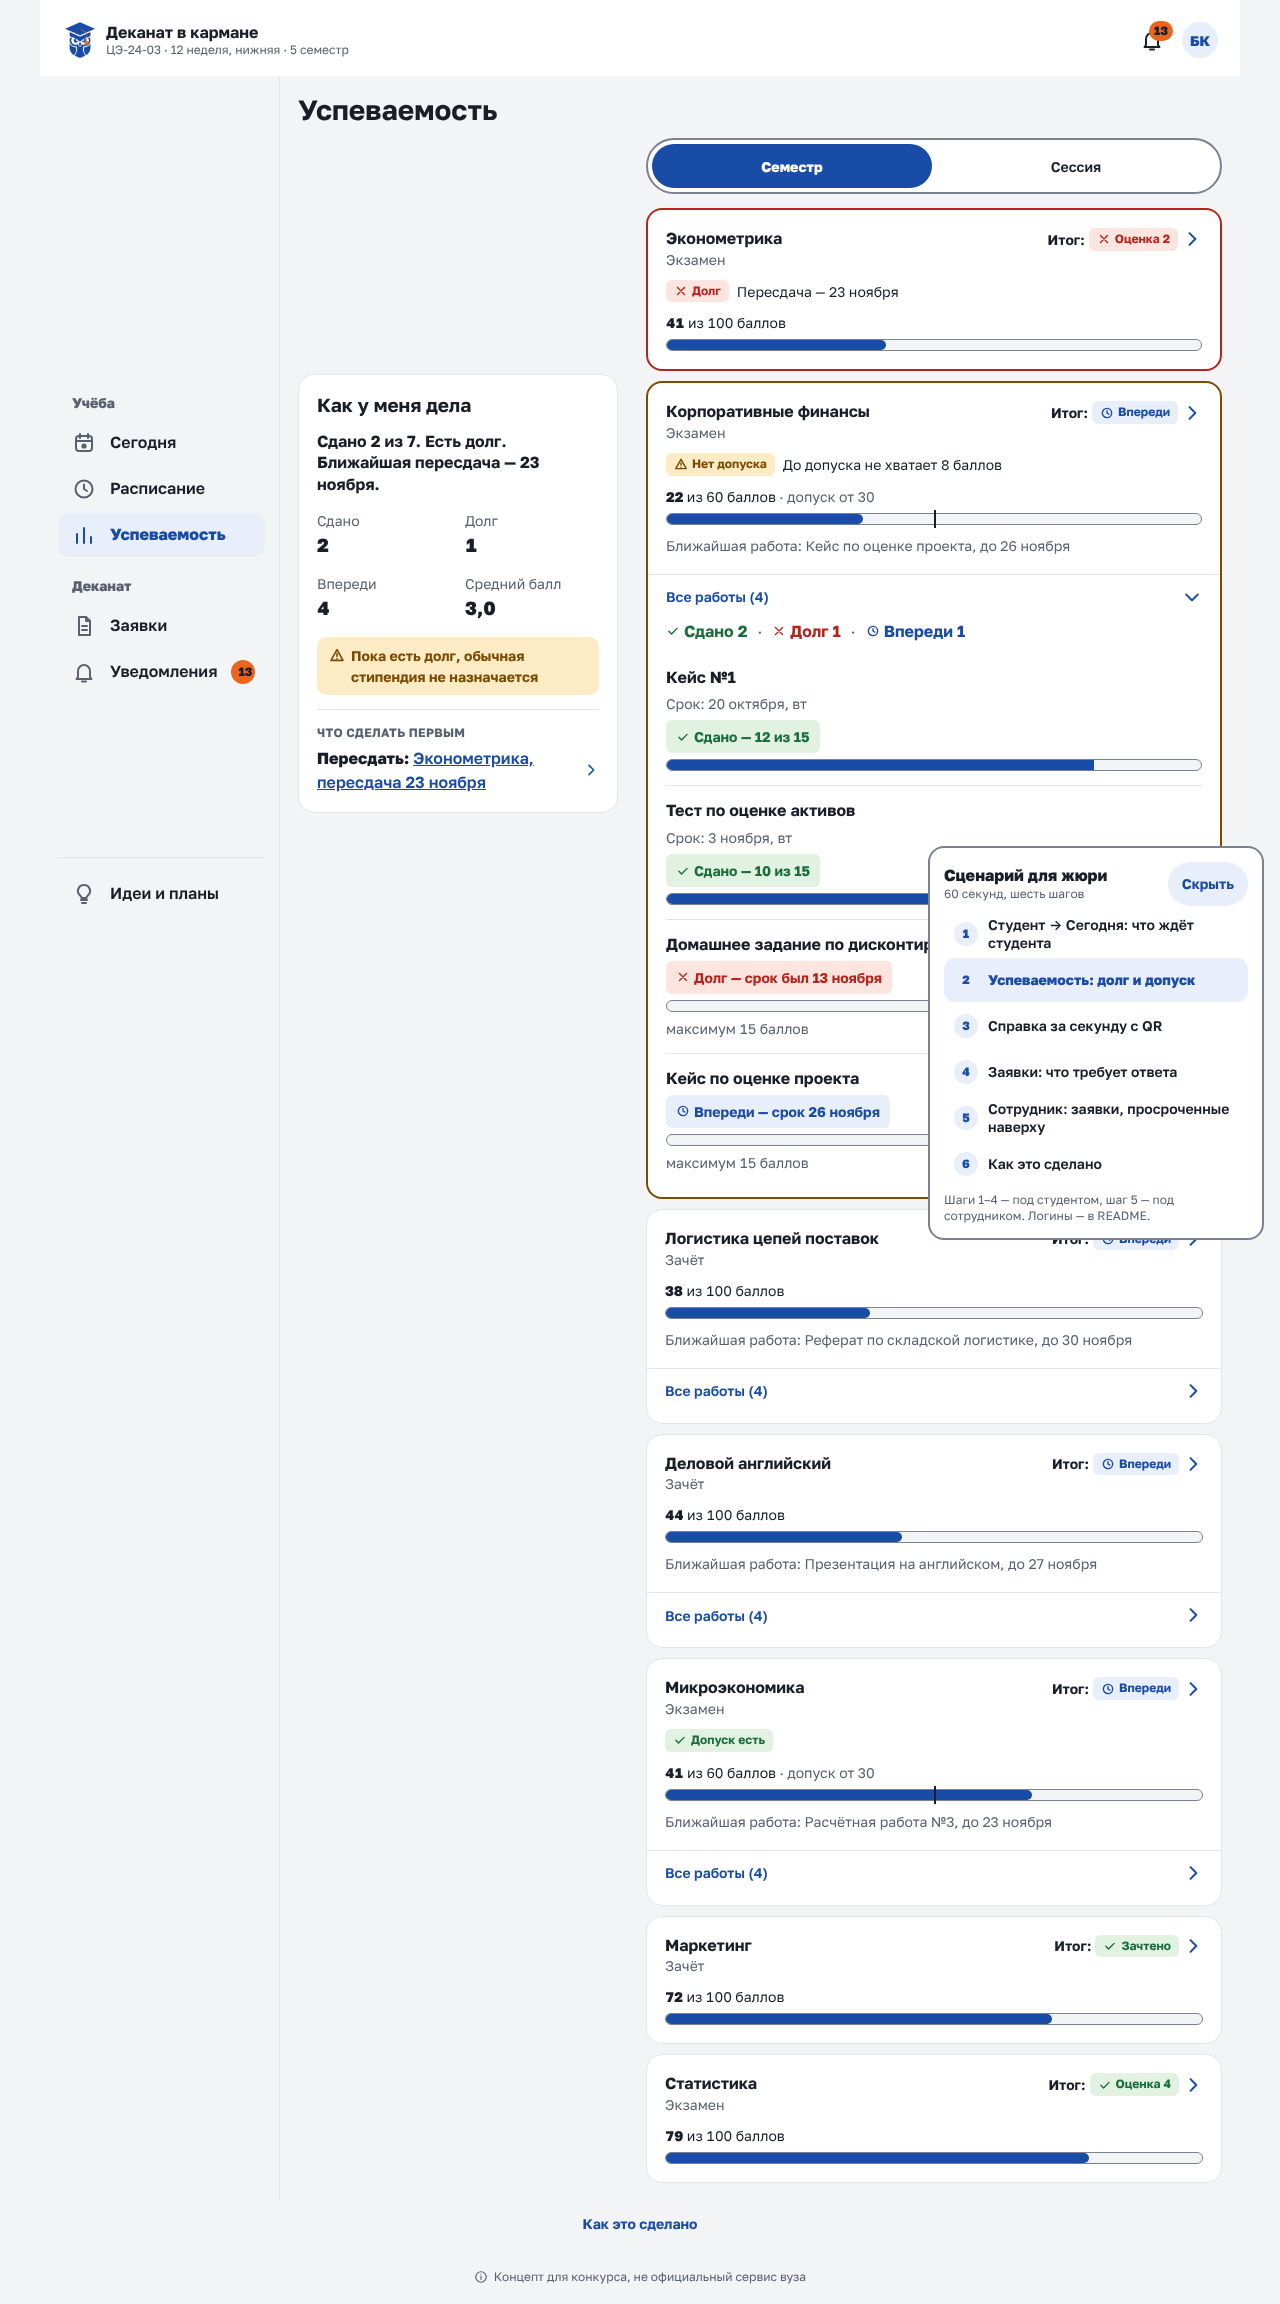 Деканат в кармане
ЦЭ-24-03 · 12 неделя, нижняя · 5 семестр
13
БК
Учёба
Сегодня
Расписание
Успеваемость
Деканат
Заявки
Уведомления 13
Идеи и планы
Успеваемость
Как у меня дела
Сдано 2 из 7. Есть долг.
Ближайшая пересдача — 23
ноября.
Сдано
2
Долг
1
Впереди
4
Средний балл
3,0
Пока есть долг, обычная
стипендия не назначается
ЧТО СДЕЛАТЬ ПЕРВЫМ
Пересдать: Эконометрика,
пересдача 23 ноября
Семестр
Сессия
Эконометрика
Итог: Оценка 2
Экзамен
Долг Пересдача — 23 ноября
41 из 100 баллов
Корпоративные финансы
Итог: Впереди
Экзамен
Нет допуска До допуска не хватает 8 баллов
22 из 60 баллов · допуск от 30
Ближайшая работа: Кейс по оценке проекта, до 26 ноября
Все работы (4)
Сдано 2 · Долг 1 · Впереди 1
Кейс №1
Срок: 20 октября, вт
Сдано — 12 из 15
Тест по оценке активов
Срок: 3 ноября, вт
Сдано — 10 из 15
Домашнее задание по
Долг — срок был 13 ноября
максимум 15 баллов
Кейс по оценке проекта
Впереди — срок 26 ноября
максимум 15 баллов
Сценарий для жюри
60 секунд, шесть шагов
Скрыть
1 Студент → Сегодня: что ждёт
студента
2 Успеваемость: долг и допуск
3 Справка за секунду с QR
4 Заявки: что требует ответа
5 Сотрудник: заявки, просроченные
наверху
6 Как это сделано
Шаги 1–4 — под студентом, шаг 5 — под
сотрудником. Логины — в README.
Логистика цепей поставок
Итог: Впереди
Зачёт
38 из 100 баллов
Ближайшая работа: Реферат по складской логистике, до 30 ноября
Все работы (4)
Деловой английский
Итог: Впереди
Зачёт
44 из 100 баллов
Ближайшая работа: Презентация на английском, до 27 ноября
Все работы (4)
Микроэкономика
Итог: Впереди
Экзамен
Допуск есть
41 из 60 баллов · допуск от 30
Ближайшая работа: Расчётная работа №3, до 23 ноября
Все работы (4)
Маркетинг
Итог: Зачтено
Зачёт
72 из 100 баллов
Статистика
Итог: Оценка 4
Экзамен
79 из 100 баллов
Как это сделано
Концепт для конкурса, не официальный сервис вуза